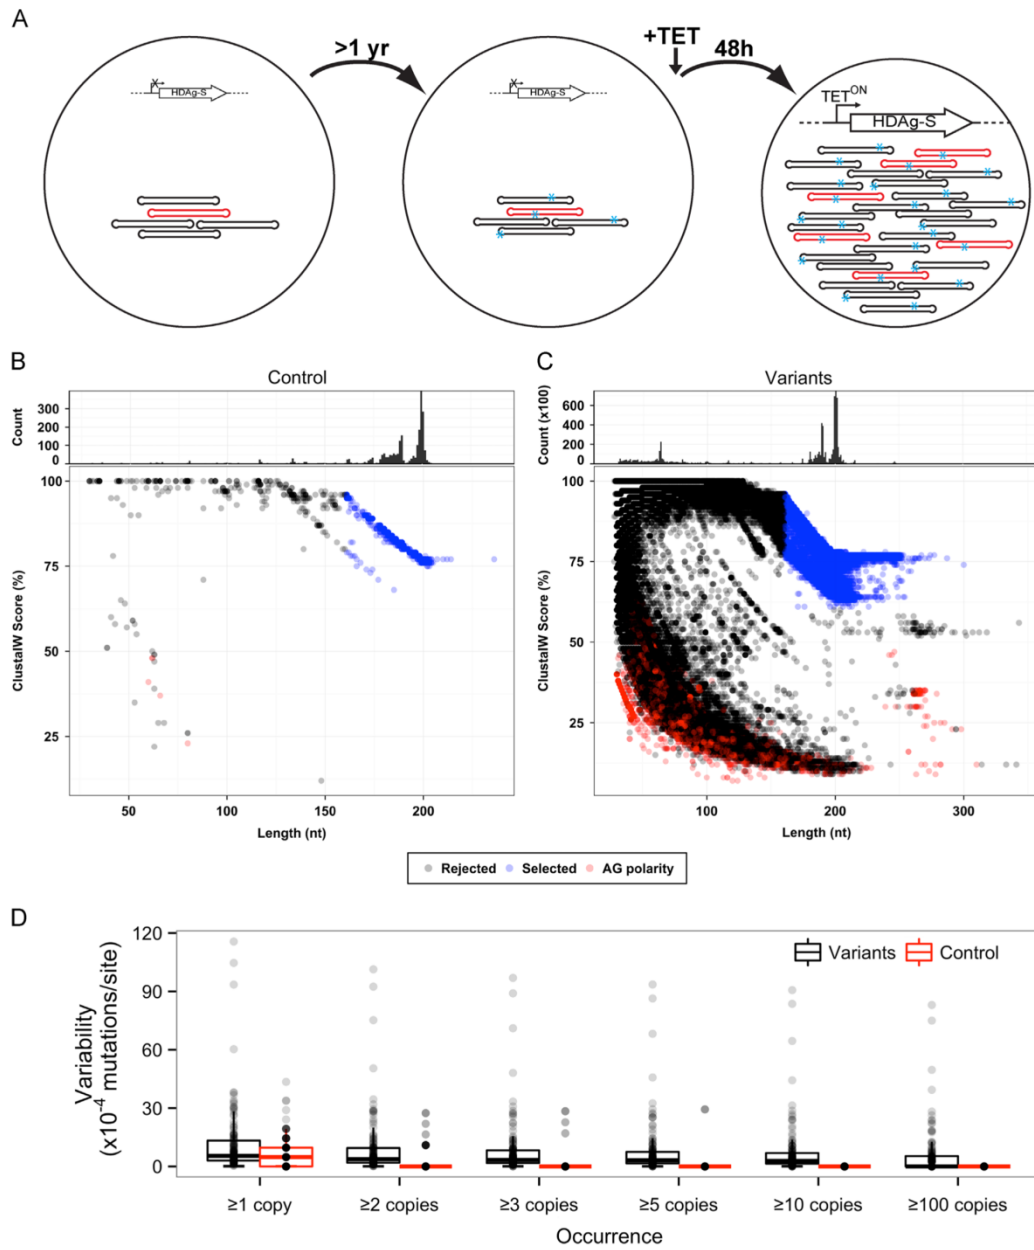 A
>1 yr
+TET
48h
HDAg-S
HDAg-S
TET^ON
HDAg-S
B
Control
Count
300
200
100
0
ClustalW Score (%)
100
75
50
25
50
100
150
200
Length (nt)
C
Variants
Count (x100)
600
400
200
0
ClustalW Score (%)
100
75
50
25
100
200
300
Length (nt)
Rejected
Selected
AG polarity
D
Variability
(x10^-4 mutations/site)
120
90
60
30
0
Variants
Control
≥1 copy
≥2 copies
≥3 copies
≥5 copies
≥10 copies
≥100 copies
Occurrence